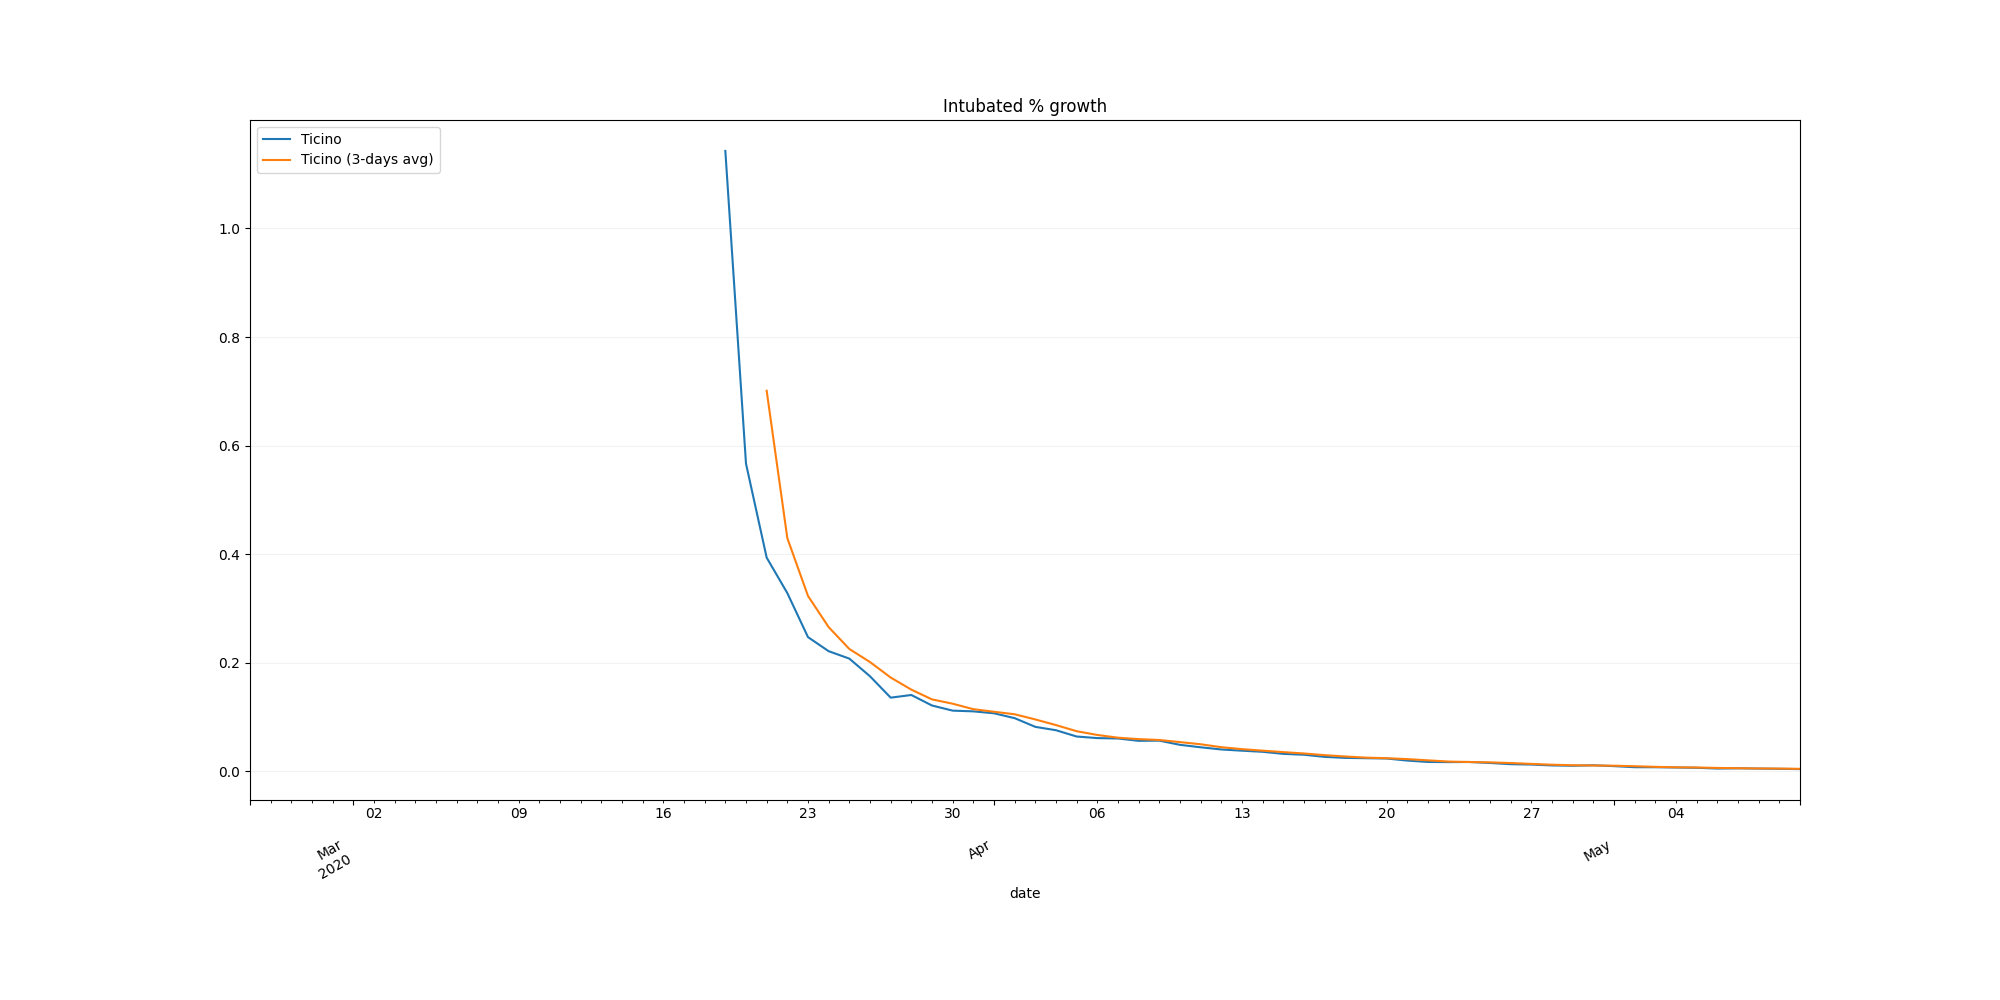 Intubated % growth
Ticino
Ticino (3-days avg)
1.0
0.8
0.6
0.4
0.2
0.0
02 09 16 23 30 06 13 20 27 04
Mar Apr May
2020
date